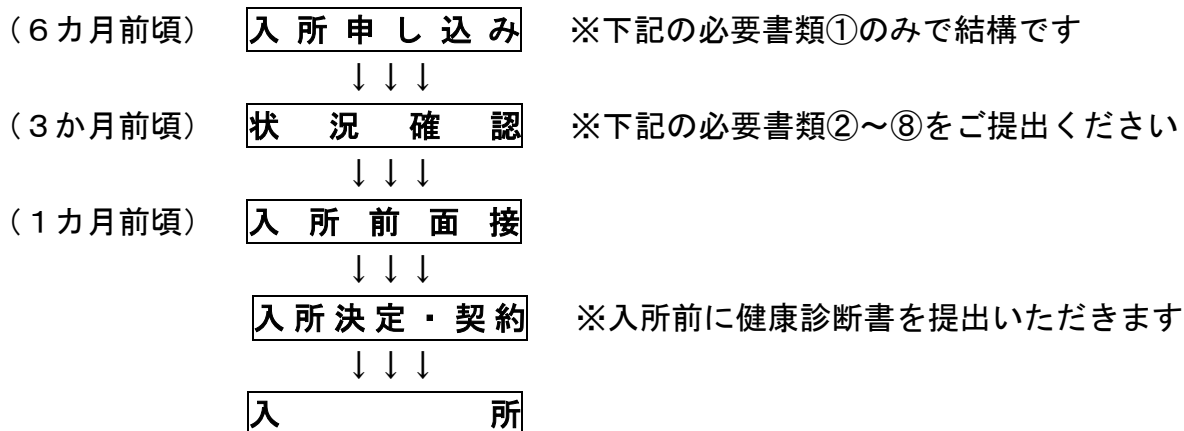 （６カ月前頃） 入所申し込み ※下記の必要書類①のみで結構です
↓↓↓
（３か月前頃） 状況確認 ※下記の必要書類②～⑧をご提出ください
↓↓↓
（１カ月前頃） 入所前面接
↓↓↓
入所決定・契約 ※入所前に健康診断書を提出いただきます
↓↓↓
入所